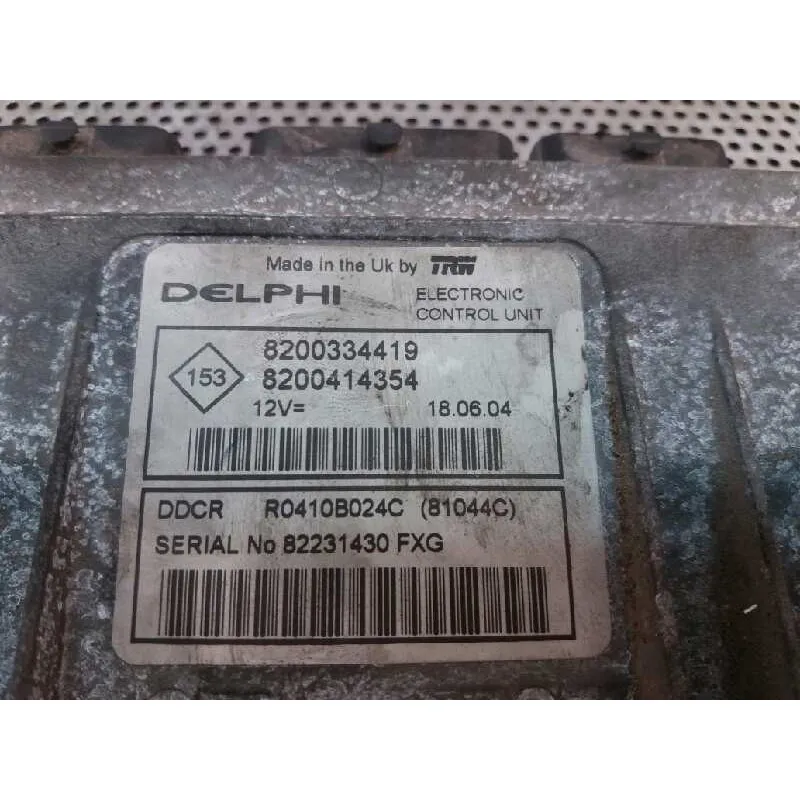 Made in the Uk by TRW
DELPHI ELECTRONIC
CONTROL UNIT
153
8200334419
8200414354
12V= 18.06.04
DDCR R0410B024C (81044C)
SERIAL No 82231430 FXG